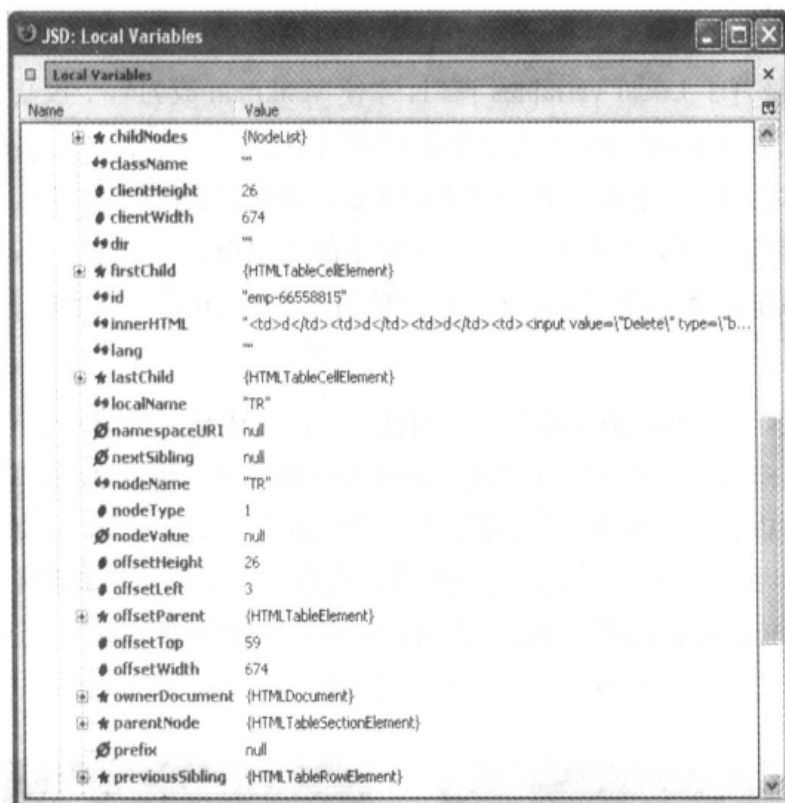 JSD: Local Variables
Local Variables
Name Value
childNodes {NodeList}
className ""
clientHeight 26
clientWidth 674
dir ""
firstChild {HTMLTableCellElement}
id "emp-66558815"
innerHTML "<td>d</td><td>d</td><td>d</td><td><input value=\"Delete\" type=\"b...
lang ""
lastChild {HTMLTableCellElement}
localName "TR"
namespaceURI null
nextSibling null
nodeName "TR"
nodeType 1
nodeValue null
offsetHeight 26
offsetLeft 3
offsetParent {HTMLTableElement}
offsetTop 59
offsetWidth 674
ownerDocument {HTMLDocument}
parentNode {HTMLTableSectionElement}
prefix null
previousSibling {HTMLTableRowElement}